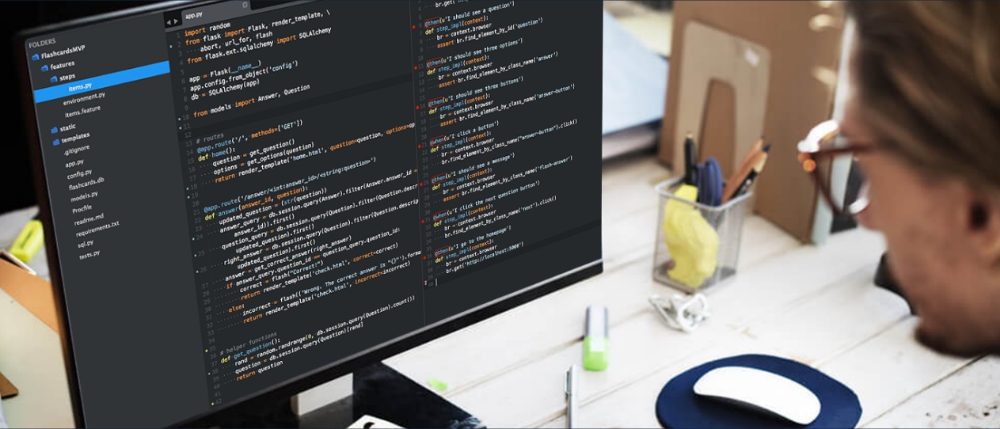 FOLDERS
FlashcardsMVP
features
steps
items.py
environment.py
items.feature
static
templates
.gitignore
app.py
config.py
flashcards.db
models.py
Procfile
readme.md
requirements.txt
sql.py
tests.py
app.py
import random
from flask import Flask, render_template, \
abort, url_for, flash
from flask.ext.sqlalchemy import SQLAlchemy
app = Flask(__name__)
app.config.from_object('config')
db = SQLAlchemy(app)
from models import Answer, Question
# routes
@app.route('/', methods=['GET'])
def home():
question = get_question()
options = get_options(question)
return render_template('home.html', question=question, options=op
@app.route('/answer/<int:answer_id>/<string:question>')
def answer(answer_id, question):
updated_question = (str(question))
answer_query = db.session.query(Answer).filter(Answer.answer_id =
answer_id)).first()
question_query = db.session.query(Question).filter(Question.descr
updated_question).first()
right_answer = db.session.query(Question).filter(Question.descrip
updated_question).first()
answer = get_correct_answer(right_answer)
if answer_query.question_id == question_query.question_id:
correct = flash("Correct!")
return render_template('check.html', correct=correct)
else:
incorrect = flash(("Wrong. The correct answer is \"{}\"").forma
return render_template('check.html', incorrect=incorrect)
# helper functions
def get_question():
rand = random.randrange(0, db.session.query(Question).count())
question = db.session.query(Question)[rand]
return question
@then(u'I should see a question')
def step_impl(context):
br = context.browser
assert br.find_element_by_id('question')
@then(u'I should see three options')
def step_impl(context):
br = context.browser
assert br.find_element_by_class_name('answer')
@then(u'I should see three buttons')
def step_impl(context):
br = context.browser
assert br.find_element_by_class_name('answer-button')
@when(u'I click a button')
def step_impl(context):
br = context.browser
br.find_element_by_class_name("answer-button").click()
@then(u'I should see a message')
def step_impl(context):
br = context.browser
assert br.find_element_by_class_name('flash-answer')
@when(u'I click the next question button')
def step_impl(context):
br = context.browser
br.find_element_by_class_name('next').click()
@then(u'I go to the homepage')
def step_impl(context):
br = context.browser
br.get('http://localhost:5000')